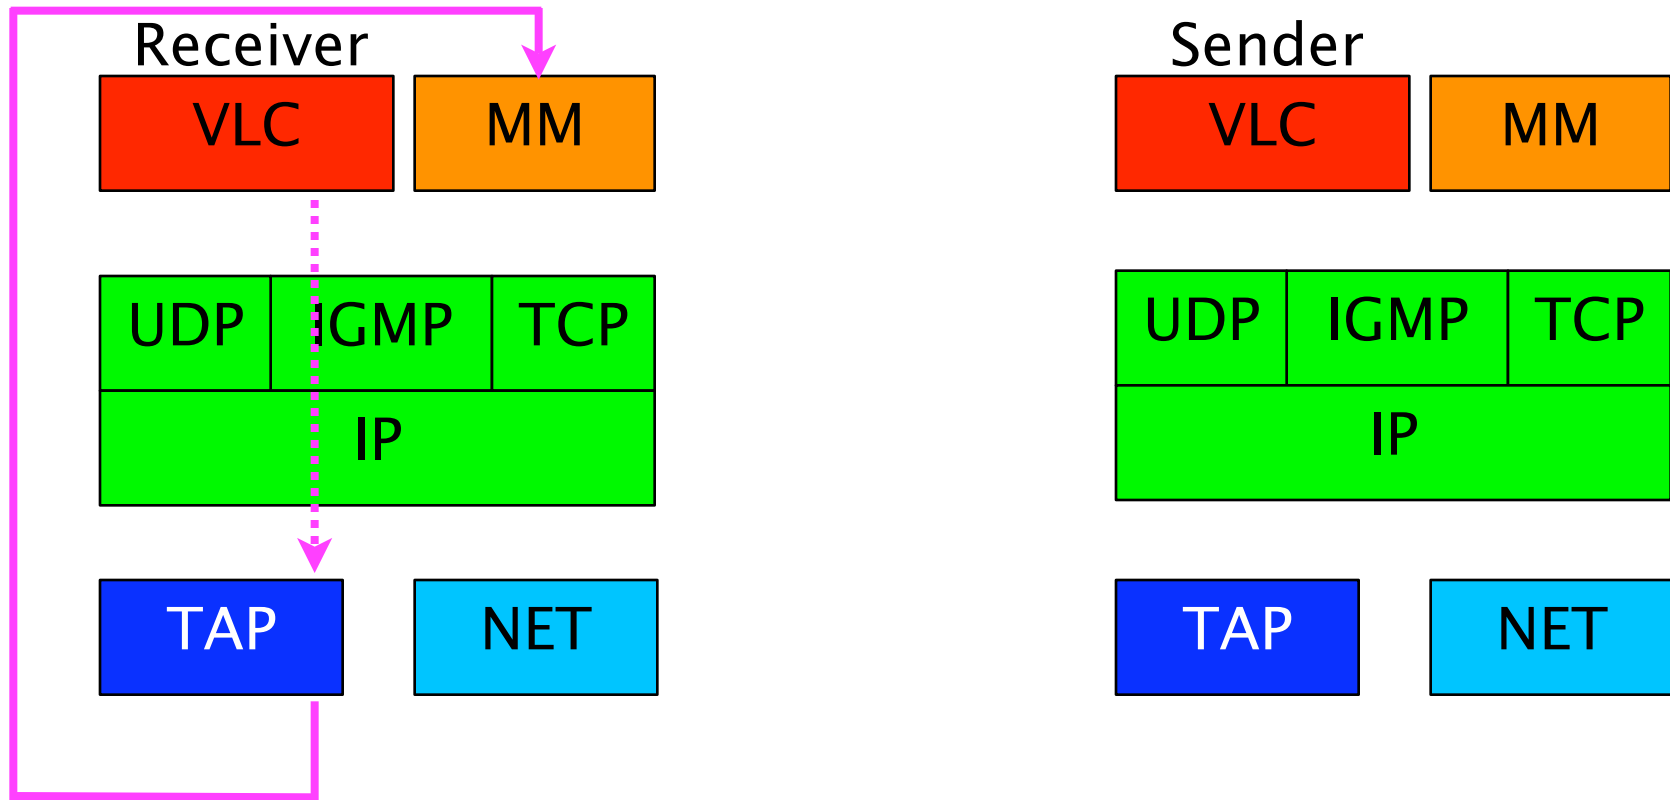 Receiver
VLC MM
UDP IGMP TCP
IP
TAP NET
Sender
VLC MM
UDP IGMP TCP
IP
TAP NET